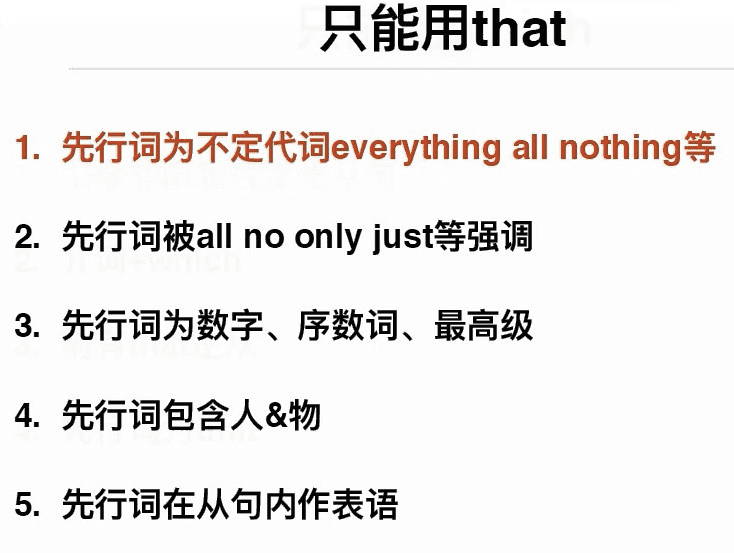 只能用that
1. 先行词为不定代词everything all nothing等
2. 先行词被all no only just等强调
3. 先行词为数字、序数词、最高级
4. 先行词包含人&物
5. 先行词在从句内作表语